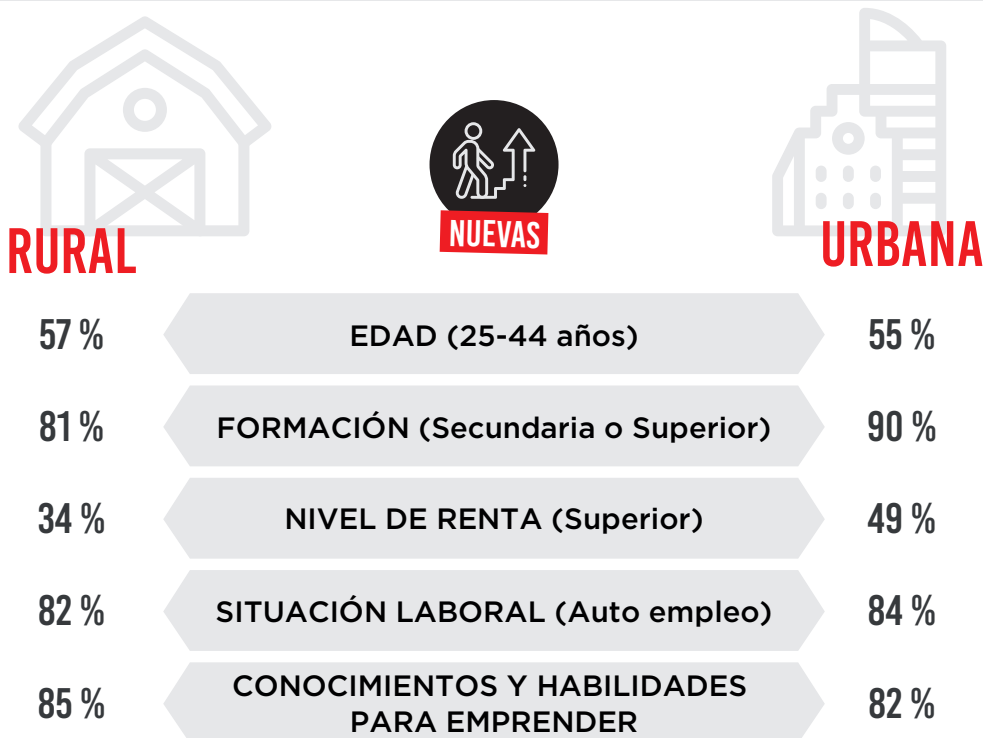 NUEVAS
RURAL
URBANA
57 %
EDAD (25-44 años)
55 %
81 %
FORMACIÓN (Secundaria o Superior)
90 %
34 %
NIVEL DE RENTA (Superior)
49 %
82 %
SITUACIÓN LABORAL (Auto empleo)
84 %
85 %
CONOCIMIENTOS Y HABILIDADES
PARA EMPRENDER
82 %